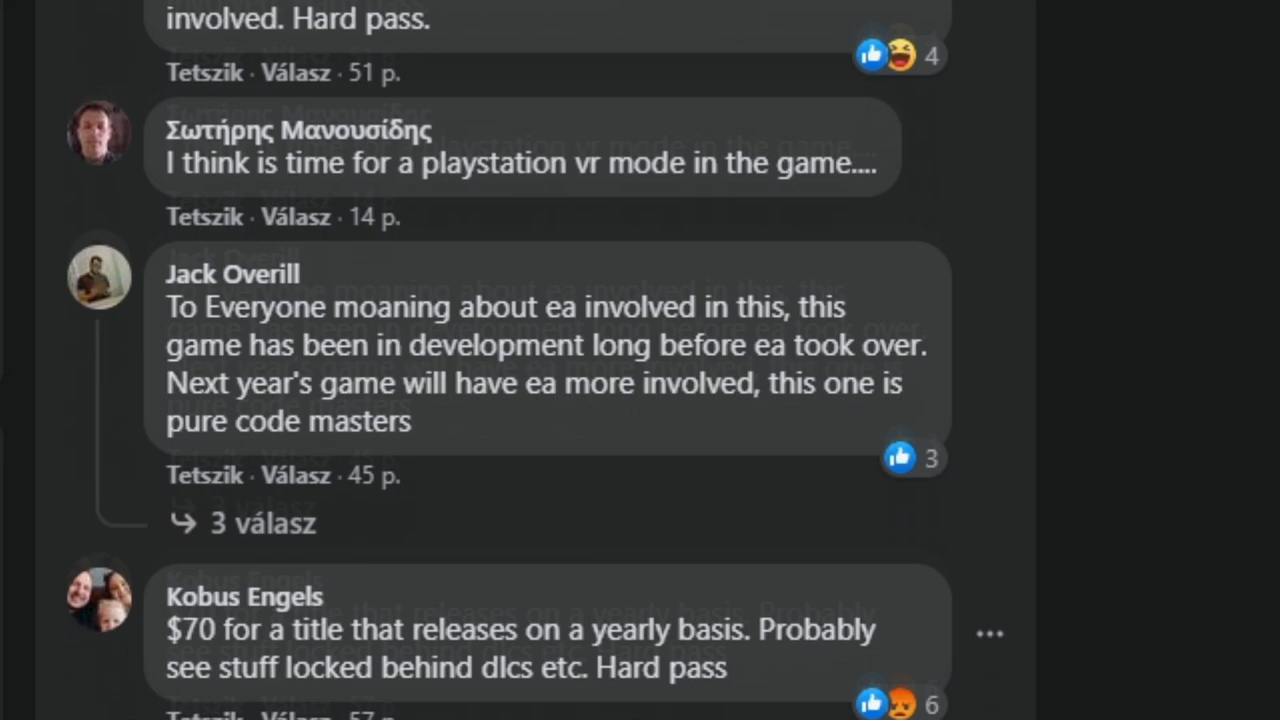 involved. Hard pass.
4
Tetszik · Válasz · 51 p.
Σωτήρης Μανουσίδης
I think is time for a playstation vr mode in the game....
Tetszik · Válasz · 14 p.
Jack Overill
To Everyone moaning about ea involved in this, this
game has been in development long before ea took over.
Next year's game will have ea more involved, this one is
pure code masters
3
Tetszik · Válasz · 45 p.
3 válasz
Kobus Engels
$70 for a title that releases on a yearly basis. Probably
see stuff locked behind dlcs etc. Hard pass
6
Tetszik · Válasz · 57 p.